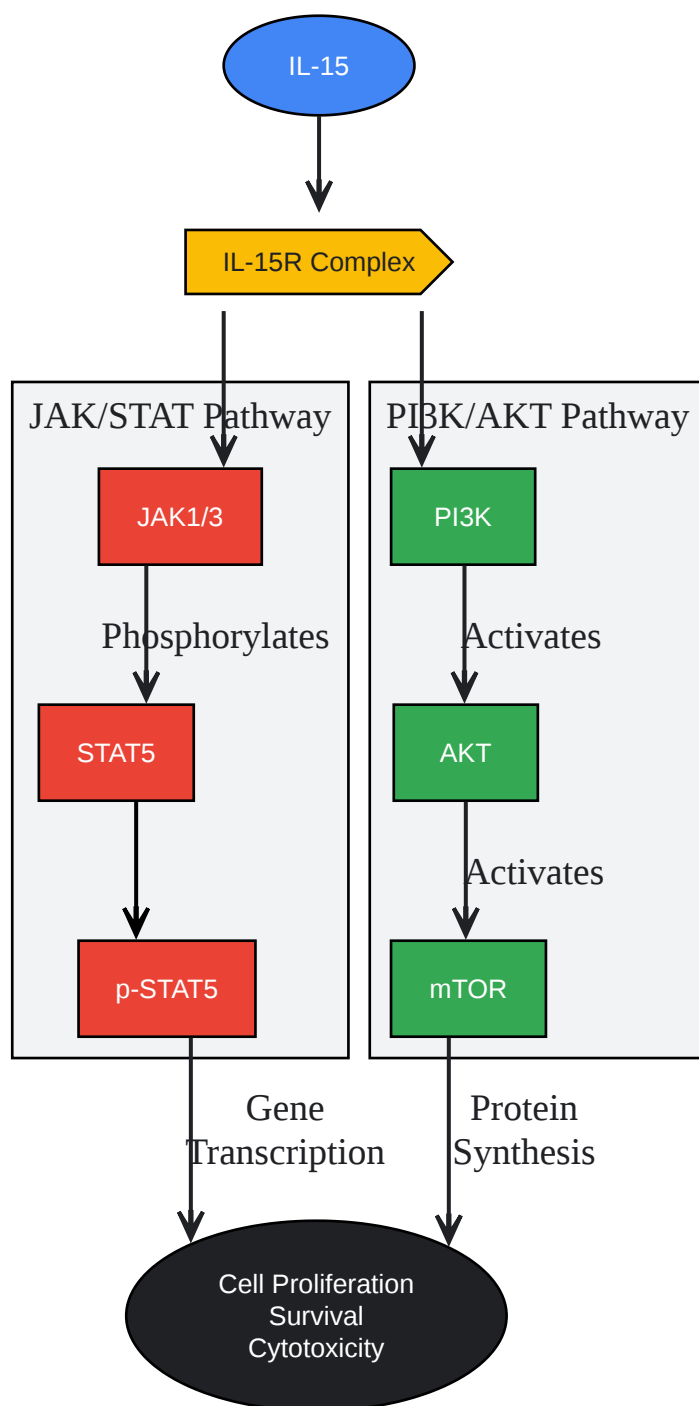 IL-15
IL-15R Complex
JAK/STAT Pathway
PI3K/AKT Pathway
JAK1/3
PI3K
Phosphorylates
Activates
STAT5
AKT
Activates
p-STAT5
mTOR
Gene
Transcription
Protein
Synthesis
Cell Proliferation
Survival
Cytotoxicity